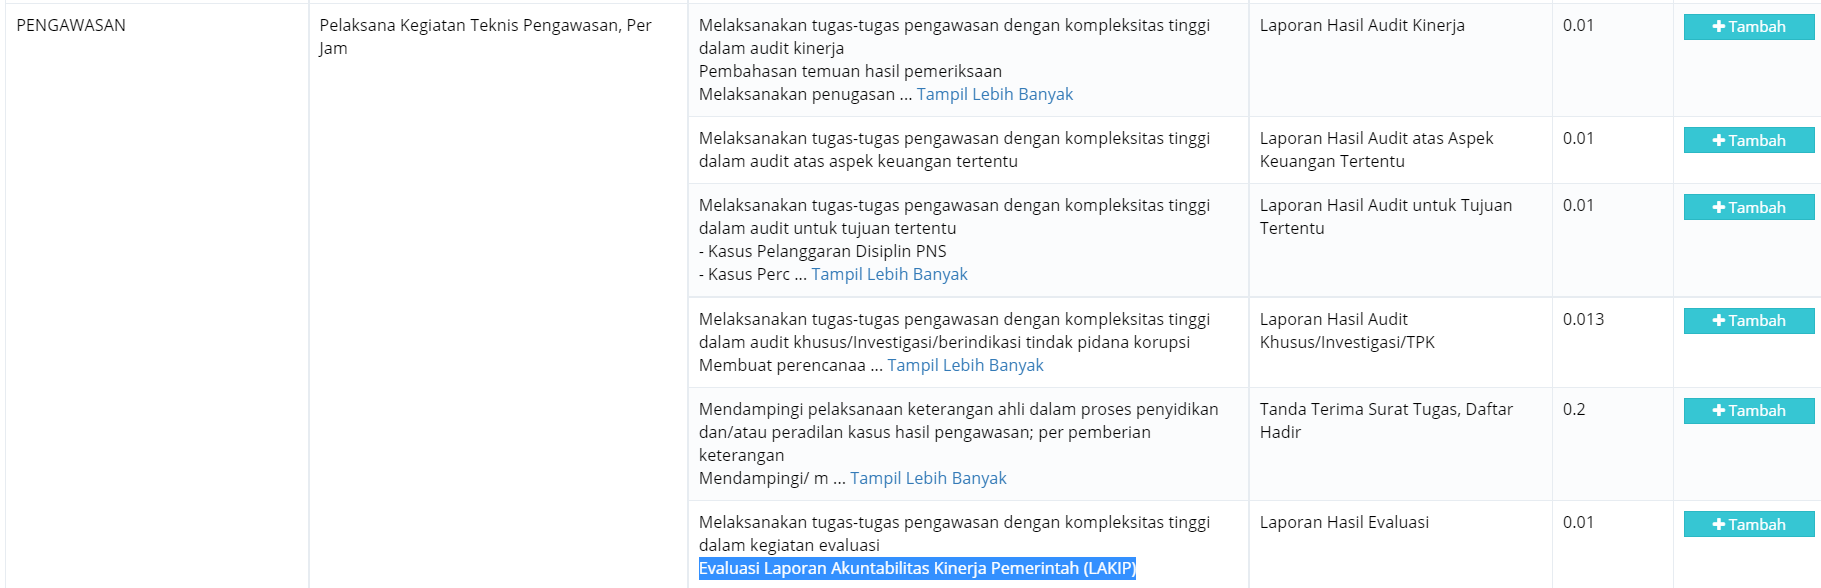 PENGAWASAN
Pelaksana Kegiatan Teknis Pengawasan, Per
Jam
Melaksanakan tugas-tugas pengawasan dengan kompleksitas tinggi
dalam audit kinerja
Pembahasan temuan hasil pemeriksaan
Melaksanakan penugasan ... Tampil Lebih Banyak
Laporan Hasil Audit Kinerja
0.01
Tambah
Melaksanakan tugas-tugas pengawasan dengan kompleksitas tinggi
dalam audit atas aspek keuangan tertentu
Laporan Hasil Audit atas Aspek
Keuangan Tertentu
0.01
Tambah
Melaksanakan tugas-tugas pengawasan dengan kompleksitas tinggi
dalam audit untuk tujuan tertentu
- Kasus Pelanggaran Disiplin PNS
- Kasus Perc ... Tampil Lebih Banyak
Laporan Hasil Audit untuk Tujuan
Tertentu
0.01
Tambah
Melaksanakan tugas-tugas pengawasan dengan kompleksitas tinggi
dalam audit khusus/Investigasi/berindikasi tindak pidana korupsi
Membuat perencanaa ... Tampil Lebih Banyak
Laporan Hasil Audit
Khusus/Investigasi/TPK
0.013
Tambah
Mendampingi pelaksanaan keterangan ahli dalam proses penyidikan
dan/atau peradilan kasus hasil pengawasan; per pemberian
keterangan
Mendampingi/ m ... Tampil Lebih Banyak
Tanda Terima Surat Tugas, Daftar
Hadir
0.2
Tambah
Melaksanakan tugas-tugas pengawasan dengan kompleksitas tinggi
dalam kegiatan evaluasi
Evaluasi Laporan Akuntabilitas Kinerja Pemerintah (LAKIP)
Laporan Hasil Evaluasi
0.01
Tambah